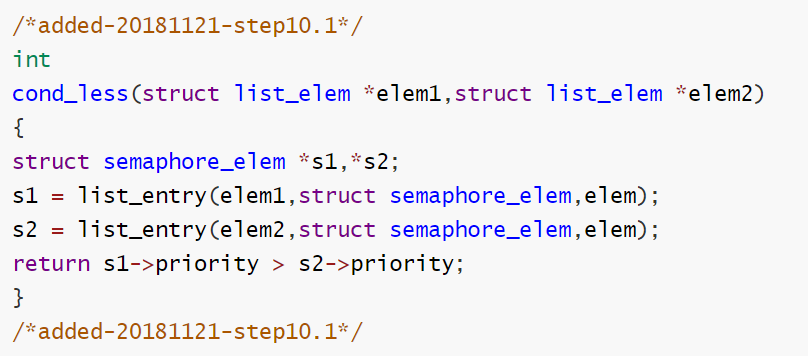 /*added-20181121-step10.1*/
int
cond_less(struct list_elem *elem1,struct list_elem *elem2)
{
struct semaphore_elem *s1,*s2;
s1 = list_entry(elem1,struct semaphore_elem,elem);
s2 = list_entry(elem2,struct semaphore_elem,elem);
return s1->priority > s2->priority;
}
/*added-20181121-step10.1*/